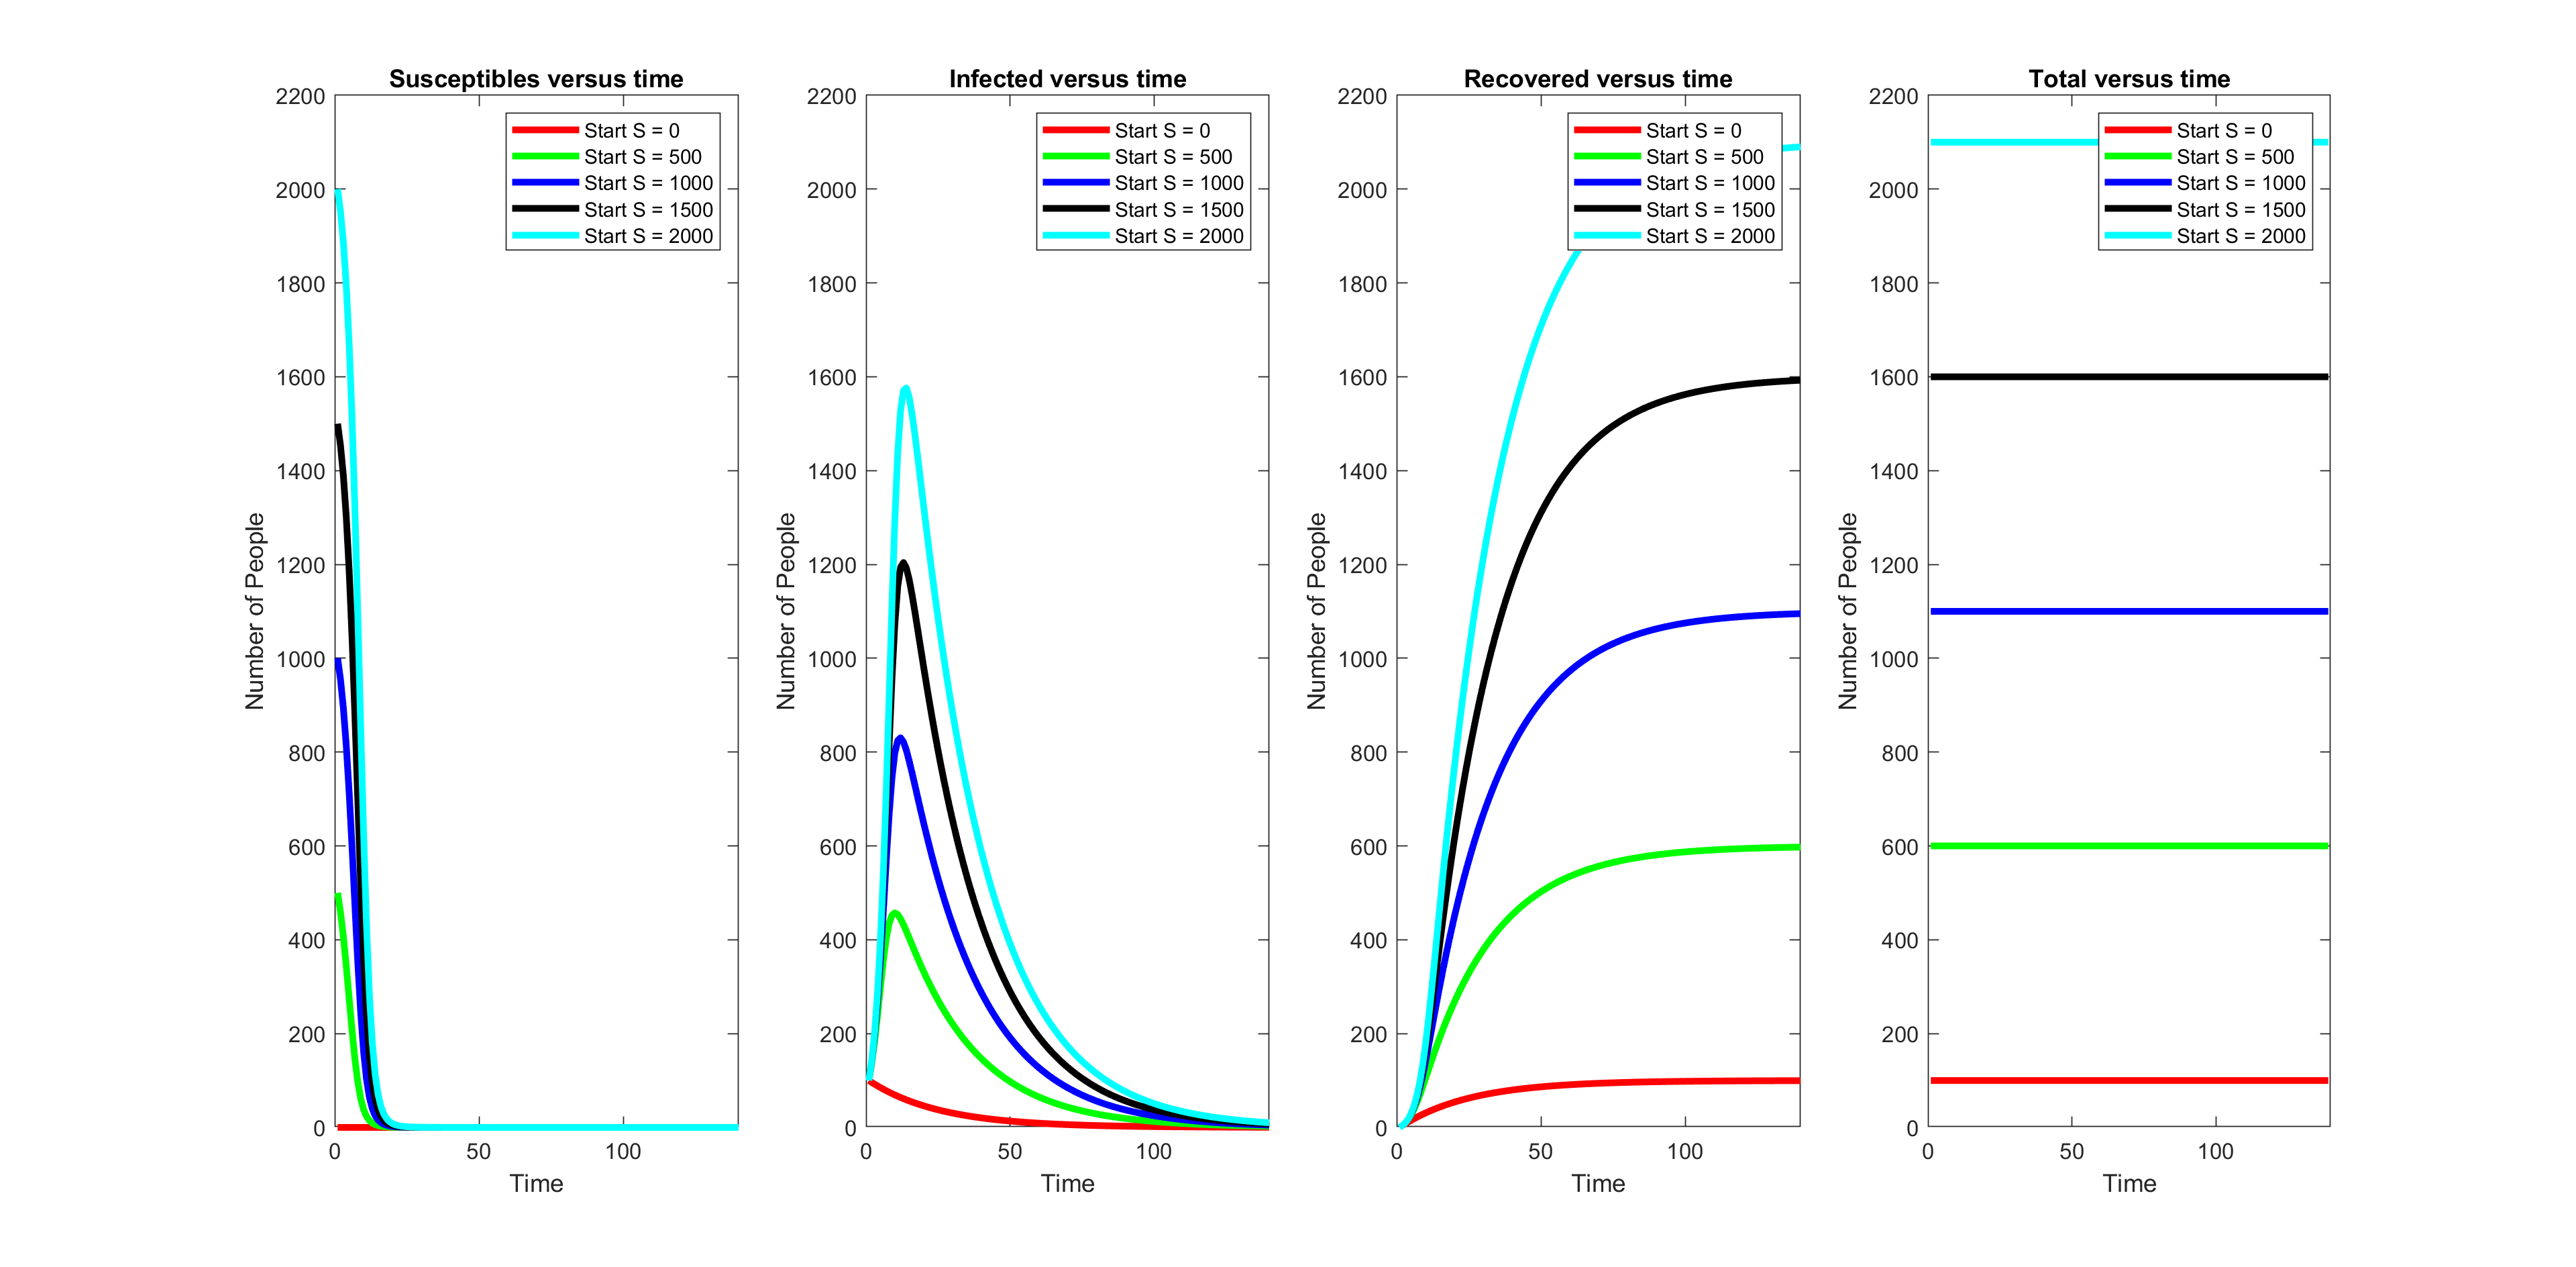 Susceptibles versus time
2200
2000
1800
1600
1400
1200
1000
800
600
400
200
0
0 50 100
Number of People
Time
Start S = 0
Start S = 500
Start S = 1000
Start S = 1500
Start S = 2000
Infected versus time
2200
2000
1800
1600
1400
1200
1000
800
600
400
200
0
0 50 100
Number of People
Time
Start S = 0
Start S = 500
Start S = 1000
Start S = 1500
Start S = 2000
Recovered versus time
2200
2000
1800
1600
1400
1200
1000
800
600
400
200
0
0 50 100
Number of People
Time
Start S = 0
Start S = 500
Start S = 1000
Start S = 1500
Start S = 2000
Total versus time
2200
2000
1800
1600
1400
1200
1000
800
600
400
200
0
0 50 100
Number of People
Time
Start S = 0
Start S = 500
Start S = 1000
Start S = 1500
Start S = 2000